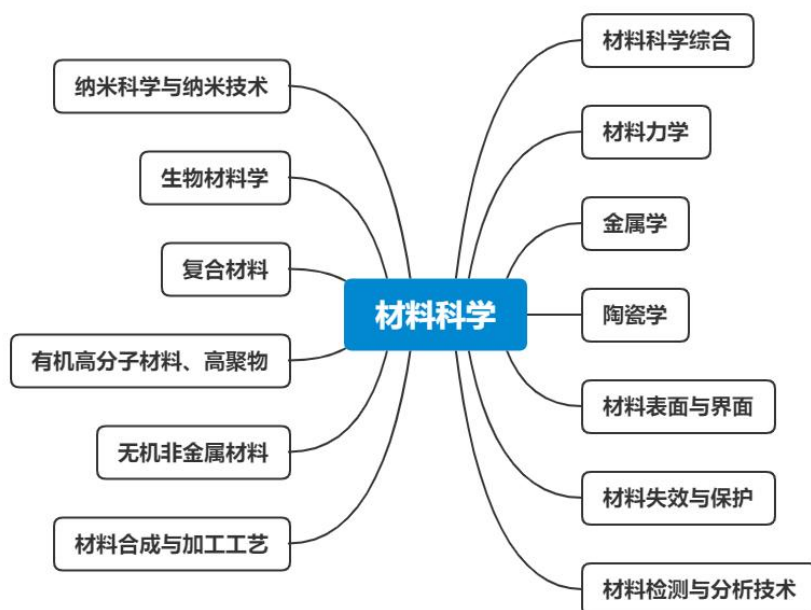 材料科学综合
纳米科学与纳米技术
材料力学
生物材料学
金属学
复合材料
材料科学
陶瓷学
有机高分子材料、高聚物
材料表面与界面
无机非金属材料
材料失效与保护
材料合成与加工工艺
材料检测与分析技术